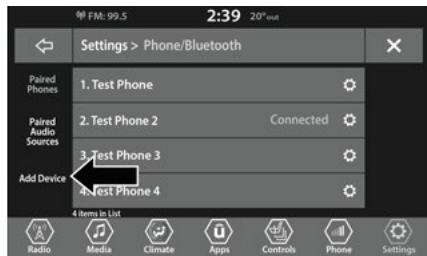 FM: 99.5 2:39 20° out
Settings > Phone/Bluetooth X
Paired
Phones
1. Test Phone
Paired
Audio
Sources
2. Test Phone 2 Connected
3. Test Phone 3
Add Device
4. Test Phone 4
4 items in List
Radio Media Climate Apps Controls Phone Settings